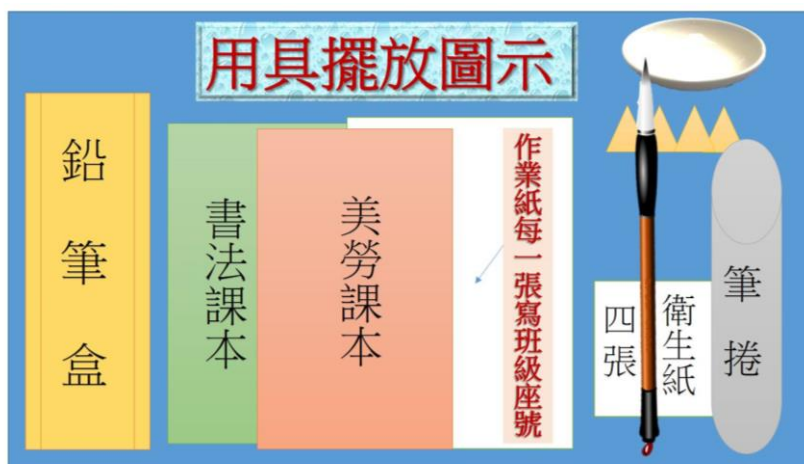 用具擺放圖示
鉛筆盒
書法課本
美勞課本
作業紙每一張寫班級座號
衛生紙
四張
筆捲